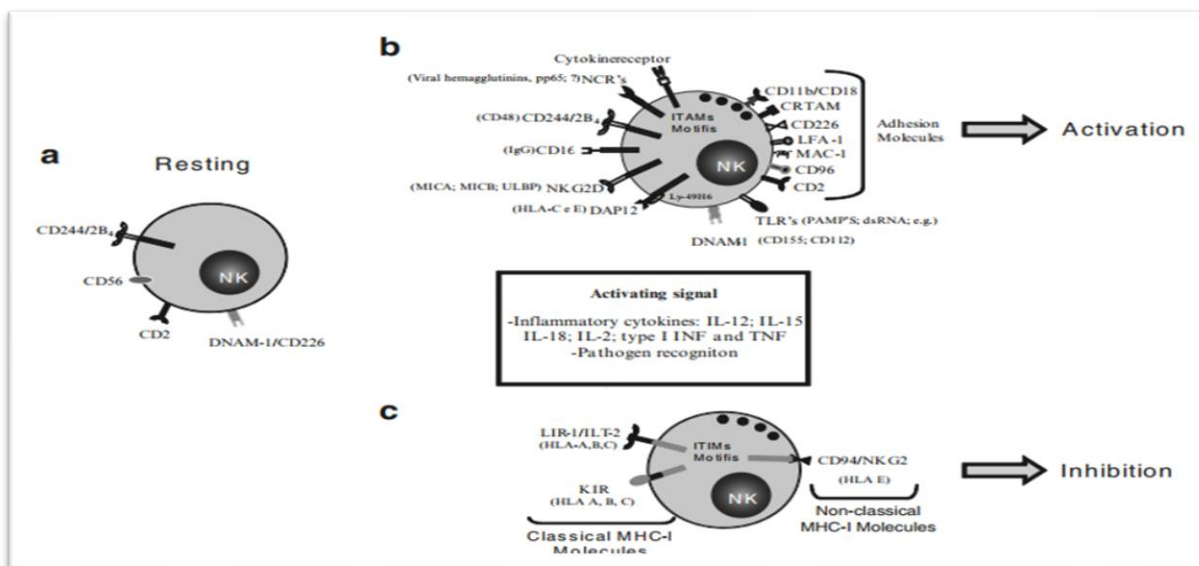 a
Resting
CD244/2B4
CD56
CD2
DNAM-1/CD226
NK
b
Cytokinereceptor
(Viral hemagglutinins, pp65; ?)NCR's
(CD48) CD244/2B4
(IgG)CD16
(MICA; MICB; ULBP) NKG2D
(HLA-C e E) DAP12
ITAMs
Motifis
NK
Ly-49H6
CD11b/CD18
CRTAM
CD226
LFA-1
MAC-1
CD96
CD2
Adhesion
Molecules
TLR's (PAMP'S; dsRNA; e.g.)
DNAM-1 (CD155; CD112)
Activation
Activating signal
-Inflammatory cytokines: IL-12; IL-15
IL-18; IL-2; type I INF and TNF
-Pathogen recogniton
c
LIR-1/ILT-2
(HLA-A,B,C)
KIR
(HLA A, B, C)
Classical MHC-I
Molecules
ITIMs
Motifis
NK
CD94/NKG2
(HLA E)
Non-classical
MHC-I Molecules
Inhibition